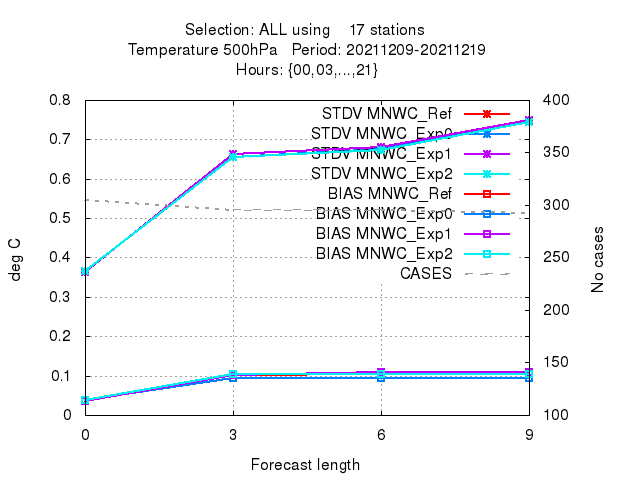 Selection: ALL using    17 stations
Temperature 500hPa   Period: 20211209-20211219
Hours: {00,03,...,21}
0.8
0.7
0.6
0.5
0.4
0.3
0.2
0.1
0
deg C
400
350
300
250
200
150
100
No cases
STDV MNWC_Ref
STDV MNWC_Exp0
STDV MNWC_Exp1
STDV MNWC_Exp2
BIAS MNWC_Ref
BIAS MNWC_Exp0
BIAS MNWC_Exp1
BIAS MNWC_Exp2
CASES
0 3 6 9
Forecast length